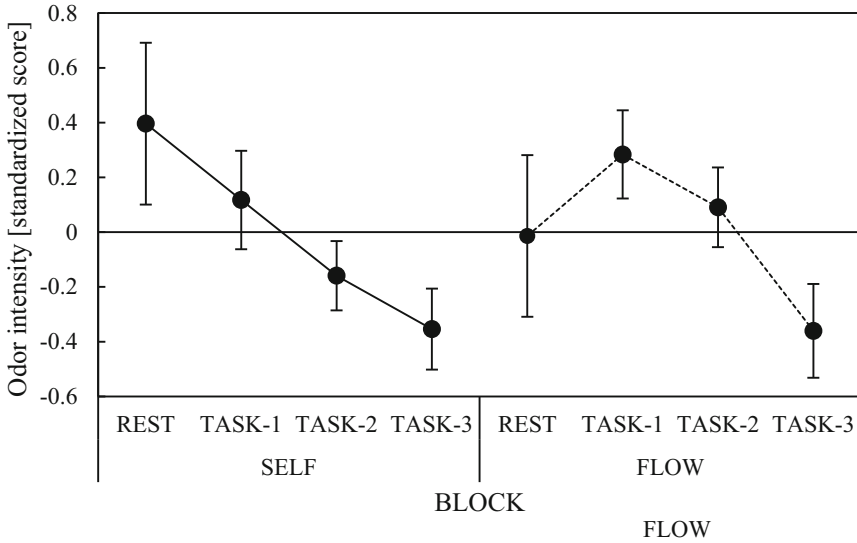 Odor intensity [standardized score]
0.8
0.6
0.4
0.2
0
-0.2
-0.4
-0.6
REST TASK-1 TASK-2 TASK-3 REST TASK-1 TASK-2 TASK-3
SELF FLOW
BLOCK
FLOW